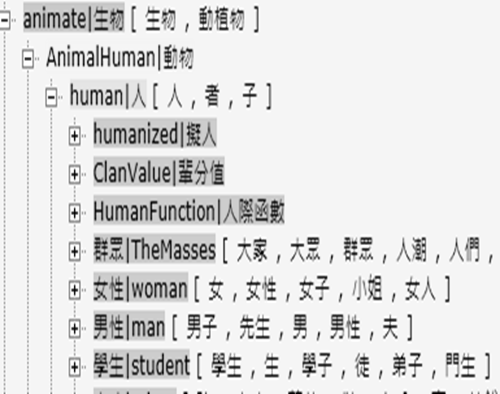 animate|生物 [ 生物 , 動植物 ]
AnimalHuman|動物
human|人 [ 人 , 者 , 子 ]
humanized|擬人
ClanValue|輩分值
HumanFunction|人際函數
群眾|TheMasses [ 大家 , 大眾 , 群眾 , 人潮 , 人們 ,
女性|woman [ 女 , 女性 , 女子 , 小姐 , 女人 ]
男性|man [ 男子 , 先生 , 男 , 男性 , 夫 ]
學生|student [ 學生 , 生 , 學子 , 徒 , 弟子 , 門生 ]